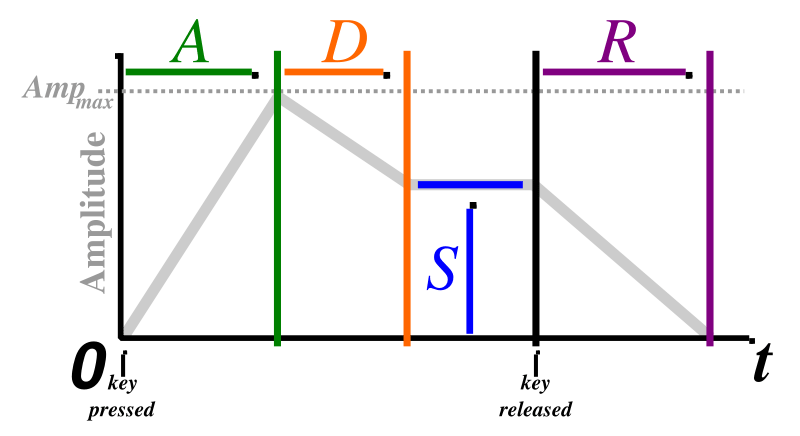 A
D
R
Amp max
Amplitude
S
0
t
key
pressed
key
released